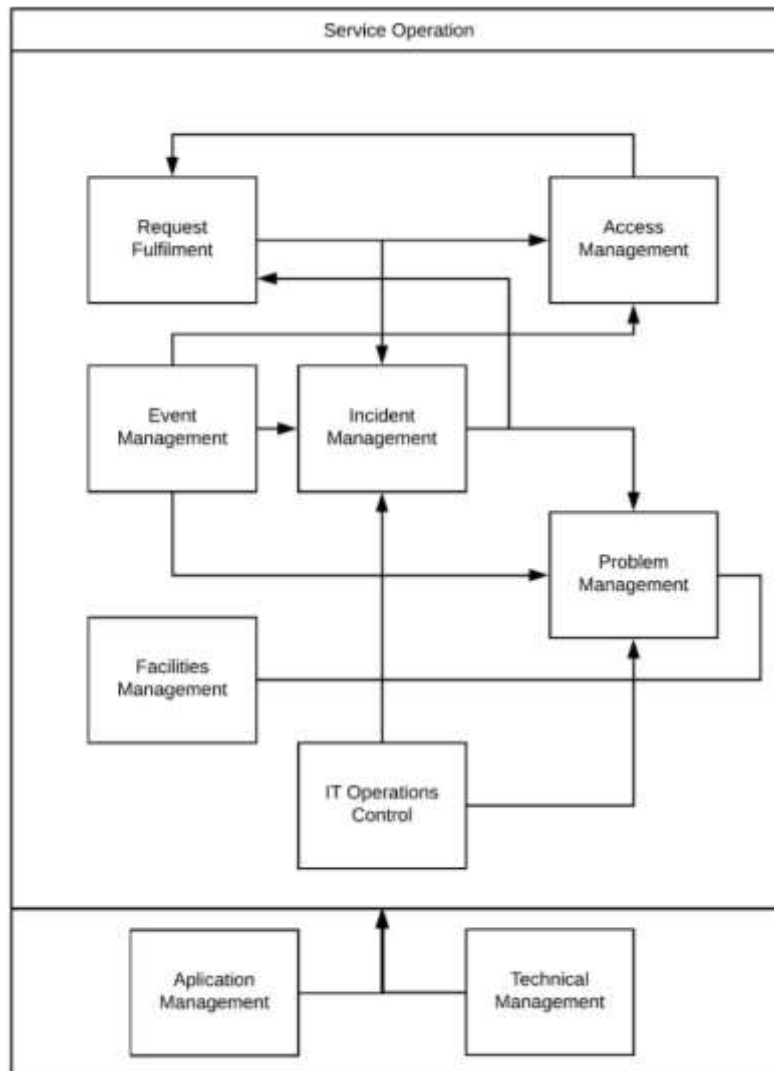 Service Operation
Request
Fulfilment
Access
Management
Event
Management
Incident
Management
Problem
Management
Facilities
Management
IT Operations
Control
Aplication
Management
Technical
Management